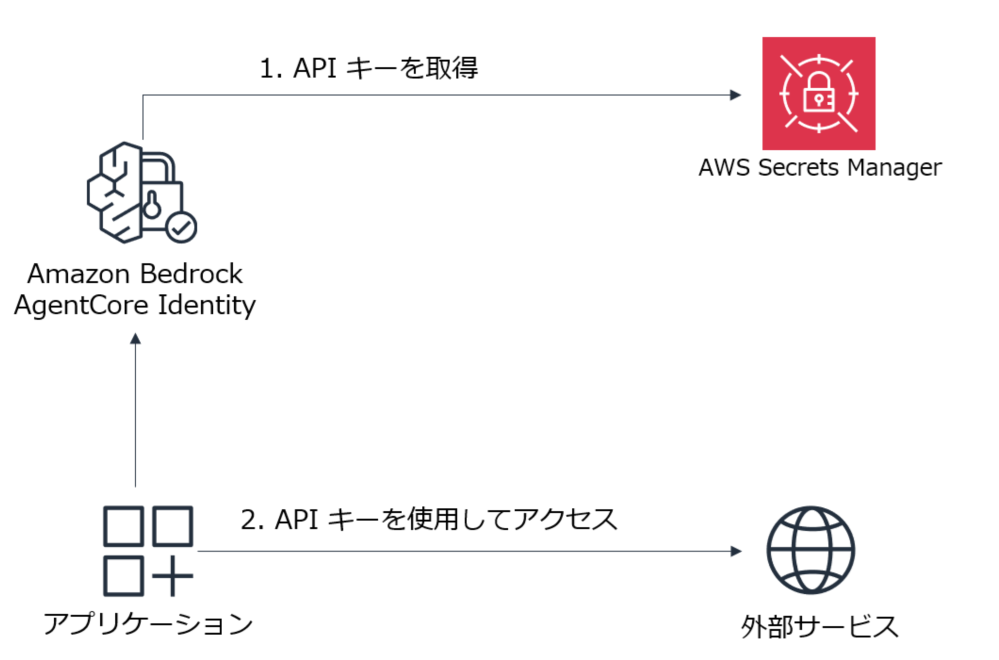 1. API キーを取得
AWS Secrets Manager
Amazon Bedrock
AgentCore Identity
2. API キーを使用してアクセス
アプリケーション
外部サービス